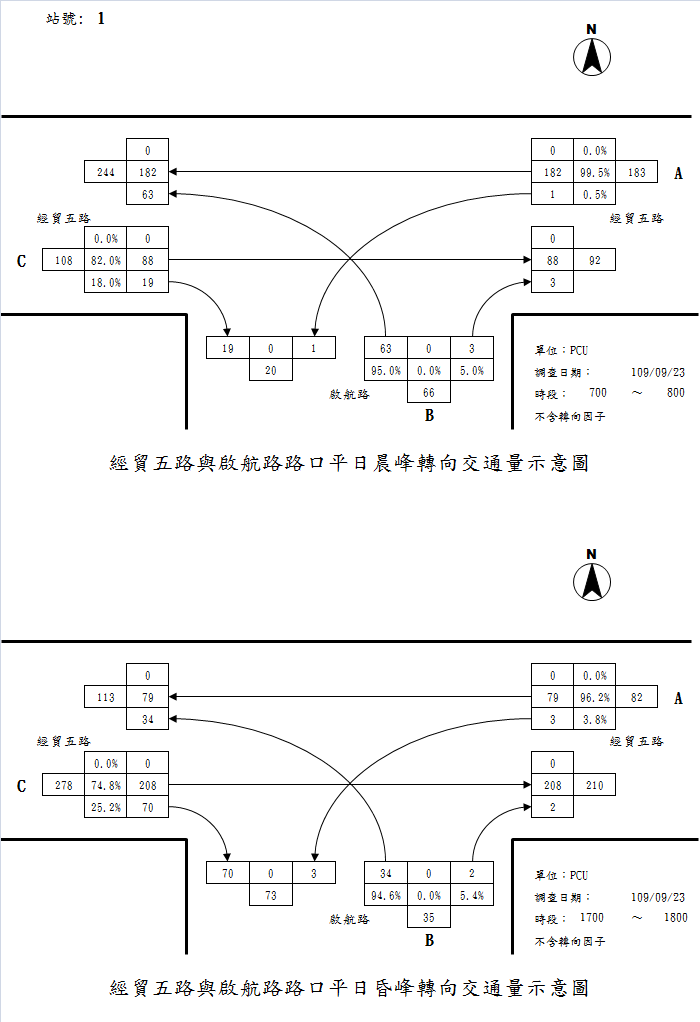 站號: 1
N
0 0 0.0%
244 182 182 99.5% 183 A
63 1 0.5%
經貿五路 經貿五路
0.0% 0 0
C 108 82.0% 88 88 92
18.0% 19 3
19 0 1 63 0 3
20 95.0% 0.0% 5.0%
啟航路 66
B
單位：PCU
調查日期： 109/09/23
時段： 700 ～ 800
不含轉向因子
經貿五路與啟航路路口平日晨峰轉向交通量示意圖
N
0 0 0.0%
113 79 79 96.2% 82 A
34 3 3.8%
經貿五路 經貿五路
0.0% 0 0
C 278 74.8% 208 208 210
25.2% 70 2
70 0 3 34 0 2
73 94.6% 0.0% 5.4%
啟航路 35
B
單位：PCU
調查日期： 109/09/23
時段： 1700 ～ 1800
不含轉向因子
經貿五路與啟航路路口平日昏峰轉向交通量示意圖